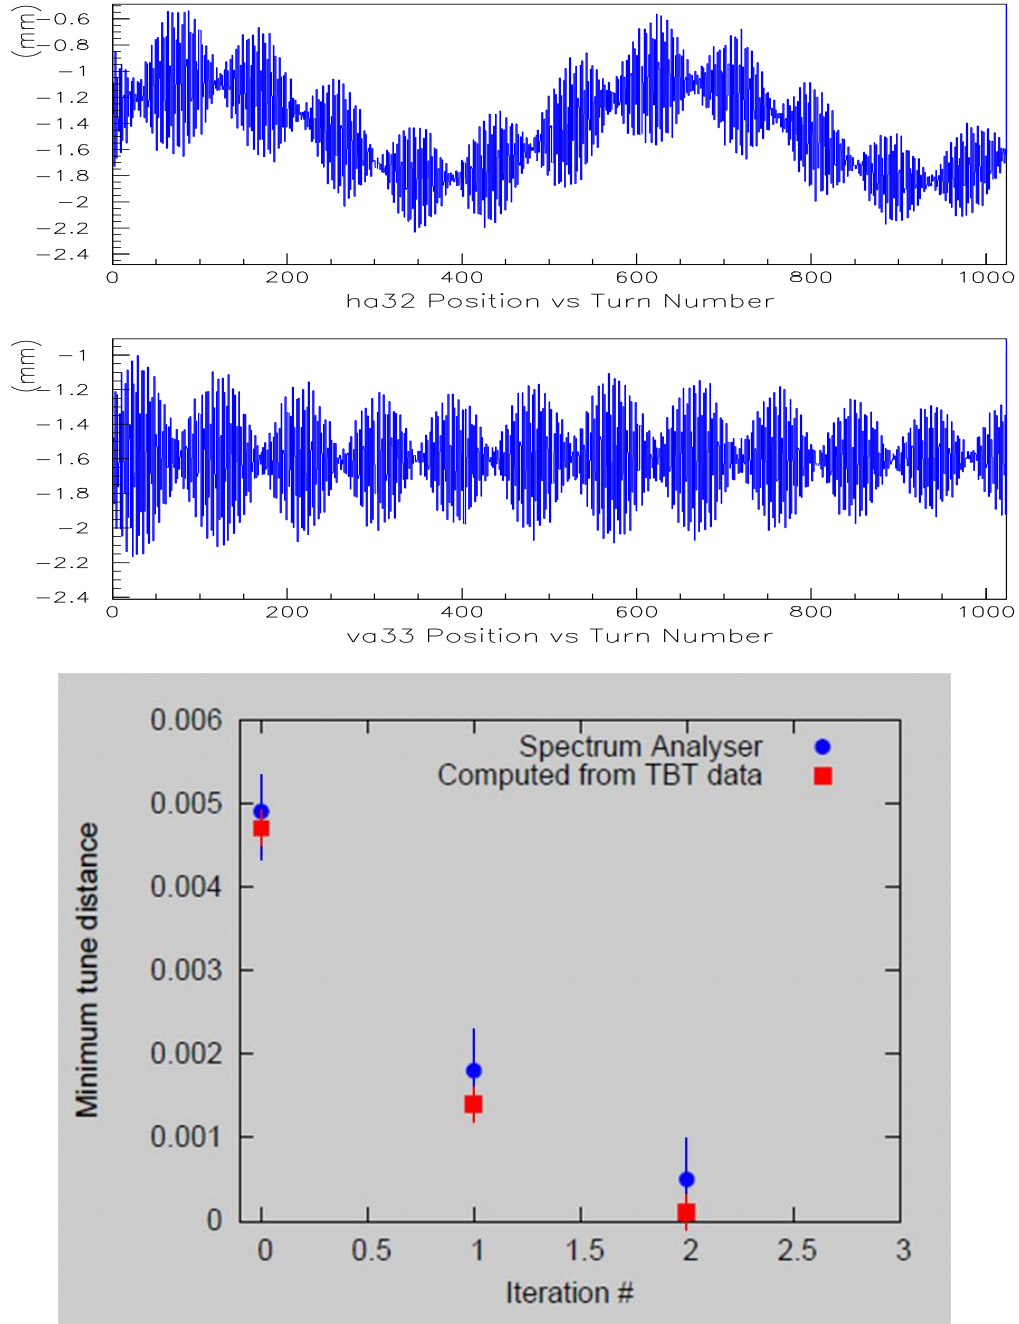 (mm)
−0.6
−0.8
−1
−1.2
−1.4
−1.6
−1.8
−2
−2.2
−2.4
0 200 400 600 800 1000
ha32 Position vs Turn Number
(mm)
−1
−1.2
−1.4
−1.6
−1.8
−2
−2.2
−2.4
0 200 400 600 800 1000
va33 Position vs Turn Number
Minimum tune distance
0.006
0.005
0.004
0.003
0.002
0.001
0
Spectrum Analyser
Computed from TBT data
0 0.5 1 1.5 2 2.5 3
Iteration #